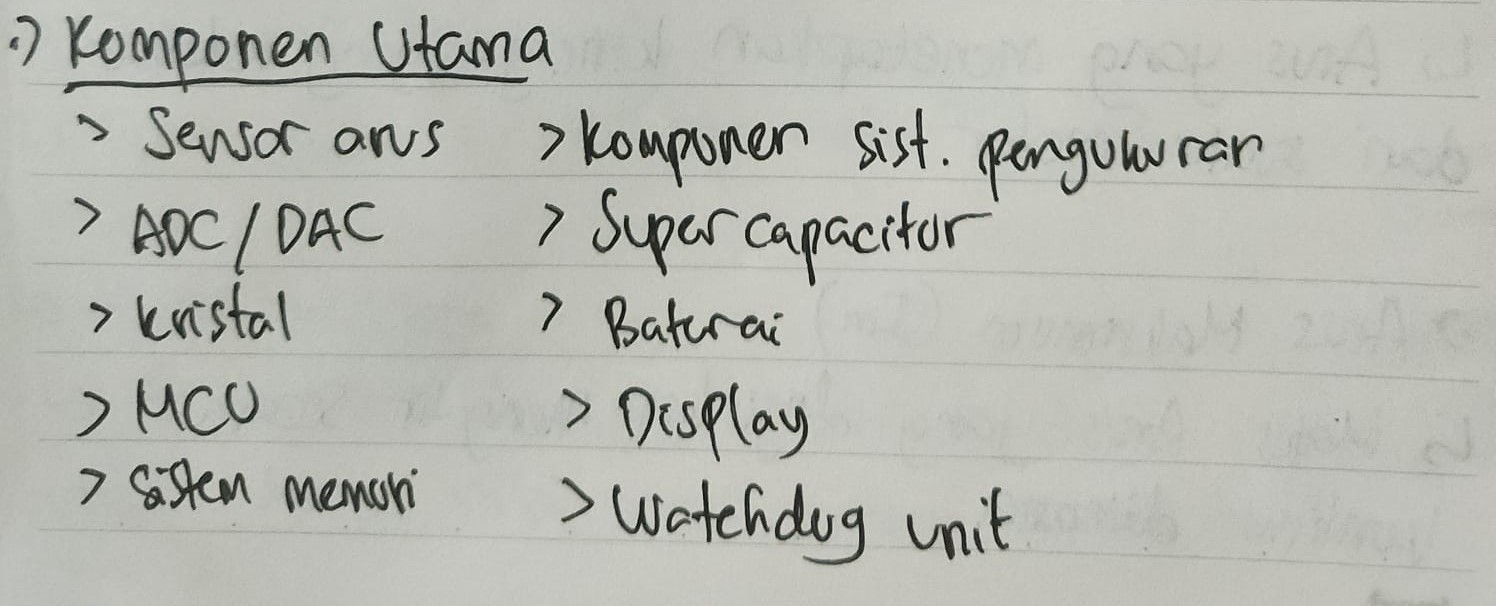 .) Komponen Utama
> Sensor arus > Komponen sist. pengukuran
> ADC / DAC > Supercapacitor
> Kristal > Baterai
> MCU > Display
> Sistem memori > Watchdog unit